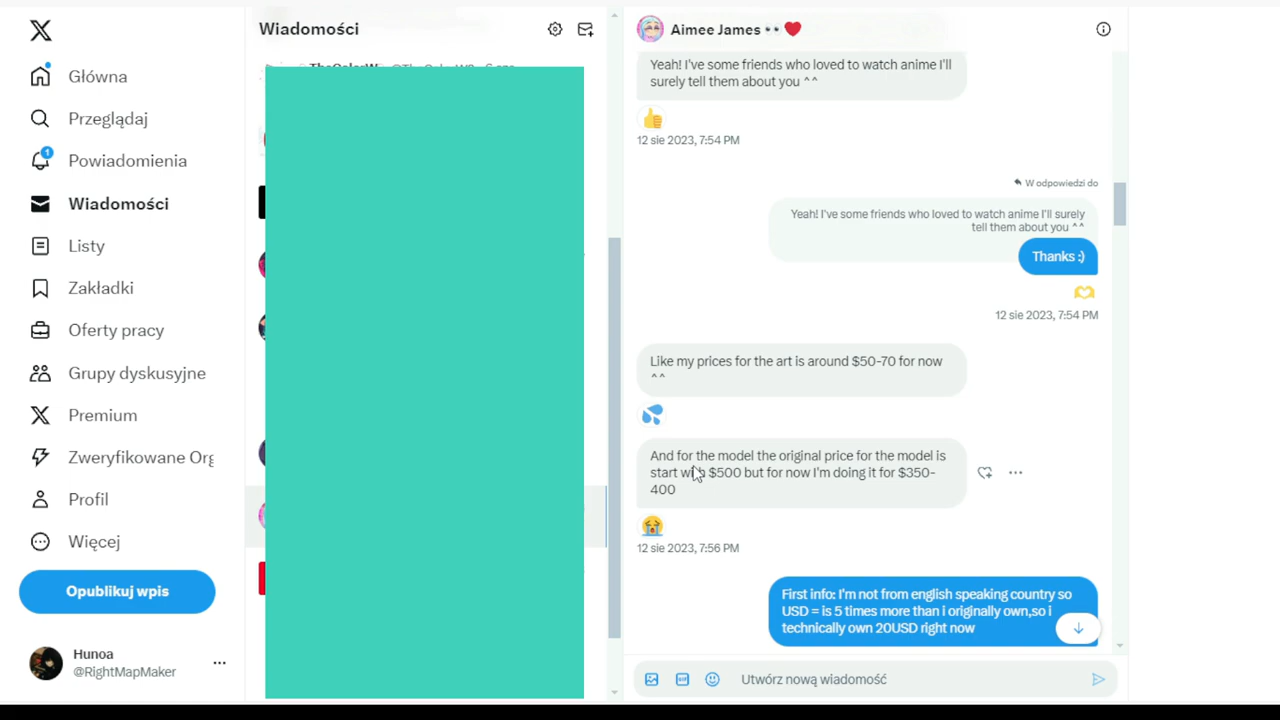 Główna
Przeglądaj
1
Powiadomienia
Wiadomości
Listy
Zakładki
Oferty pracy
Grupy dyskusyjne
Premium
Zweryfikowane Org
Profil
Więcej
Opublikuj wpis
Hunoa
@RightMapMaker
Wiadomości
Aimee James 👀 ❤️
Yeah! I've some friends who loved to watch anime I'll
surely tell them about you ^^
12 sie 2023, 7:54 PM
W odpowiedzi do
Yeah! I've some friends who loved to watch anime I'll surely
tell them about you ^^
Thanks :)
12 sie 2023, 7:54 PM
Like my prices for the art is around $50-70 for now
^^
And for the model the original price for the model is
start with $500 but for now I'm doing it for $350-
400
12 sie 2023, 7:56 PM
First info: I'm not from english speaking country so
USD = is 5 times more than i originally own,so i
technically own 20USD right now
Utwórz nową wiadomość